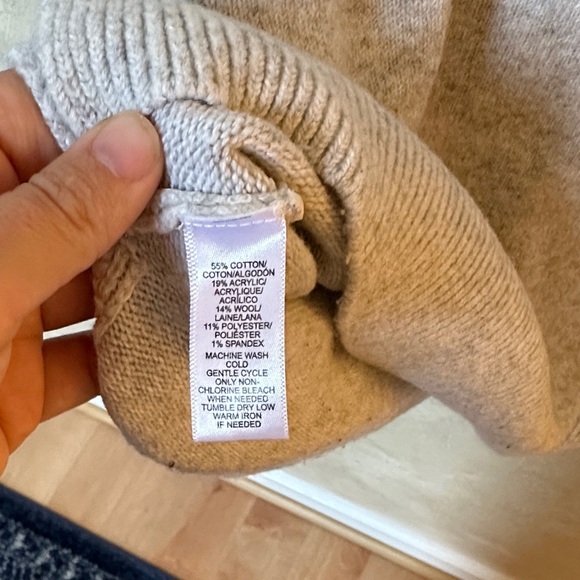 55% COTTON/
COTON/ALGODÓN
19% ACRYLIC/
ACRYLIQUE/
ACRÍLICO
14% WOOL/
LAINE/LANA
11% POLYESTER/
POLIÉSTER
1% SPANDEX
MACHINE WASH
COLD
GENTLE CYCLE
ONLY NON-
CHLORINE BLEACH
WHEN NEEDED
TUMBLE DRY LOW
WARM IRON
IF NEEDED